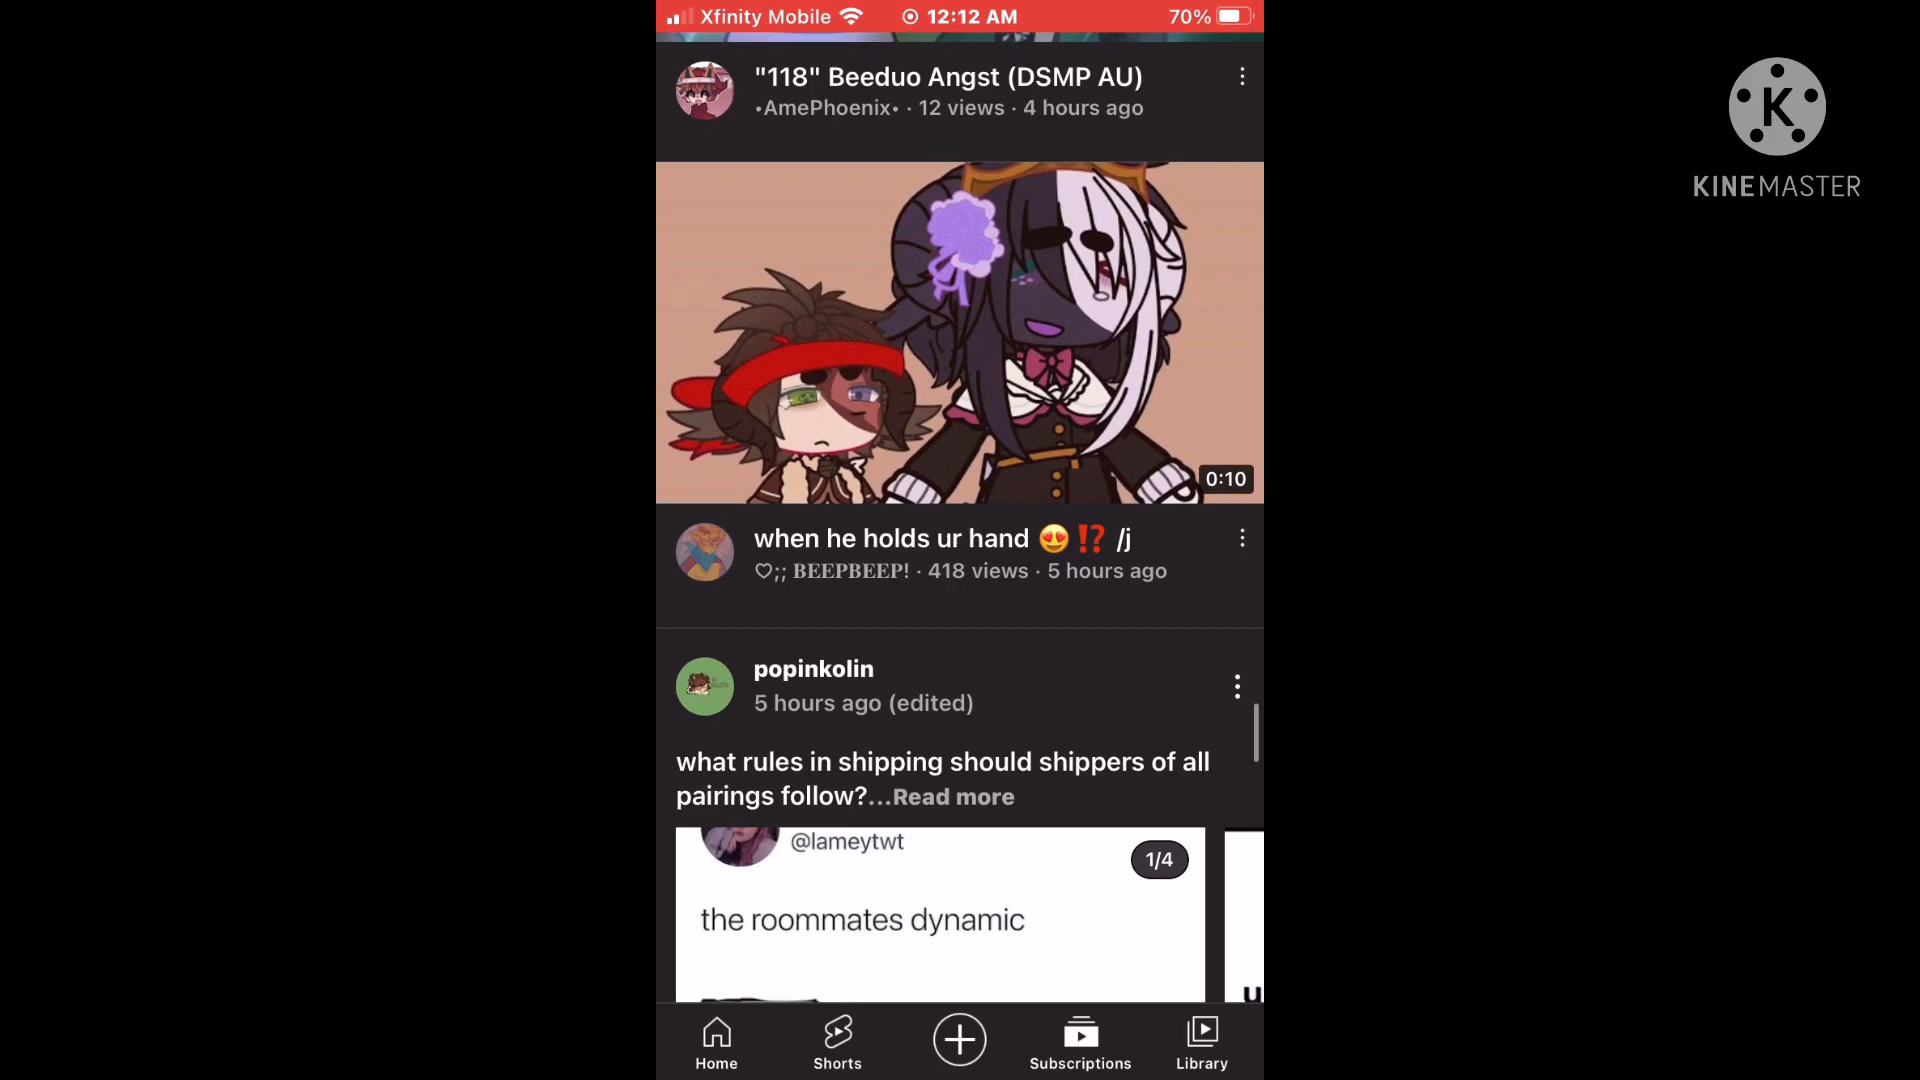 Xfinity Mobile 12:12 AM 70%
"118" Beeduo Angst (DSMP AU)
•AmePhoenix• · 12 views · 4 hours ago
K
KINEMASTER
0:10
when he holds ur hand 😍⁉️ /j
♡;; 𝐁𝐄𝐄𝐏𝐁𝐄𝐄𝐏! · 418 views · 5 hours ago
popinkolin
5 hours ago (edited)
what rules in shipping should shippers of all
pairings follow?...Read more
@lameytwt
1/4
the roommates dynamic
u
Home Shorts Subscriptions Library